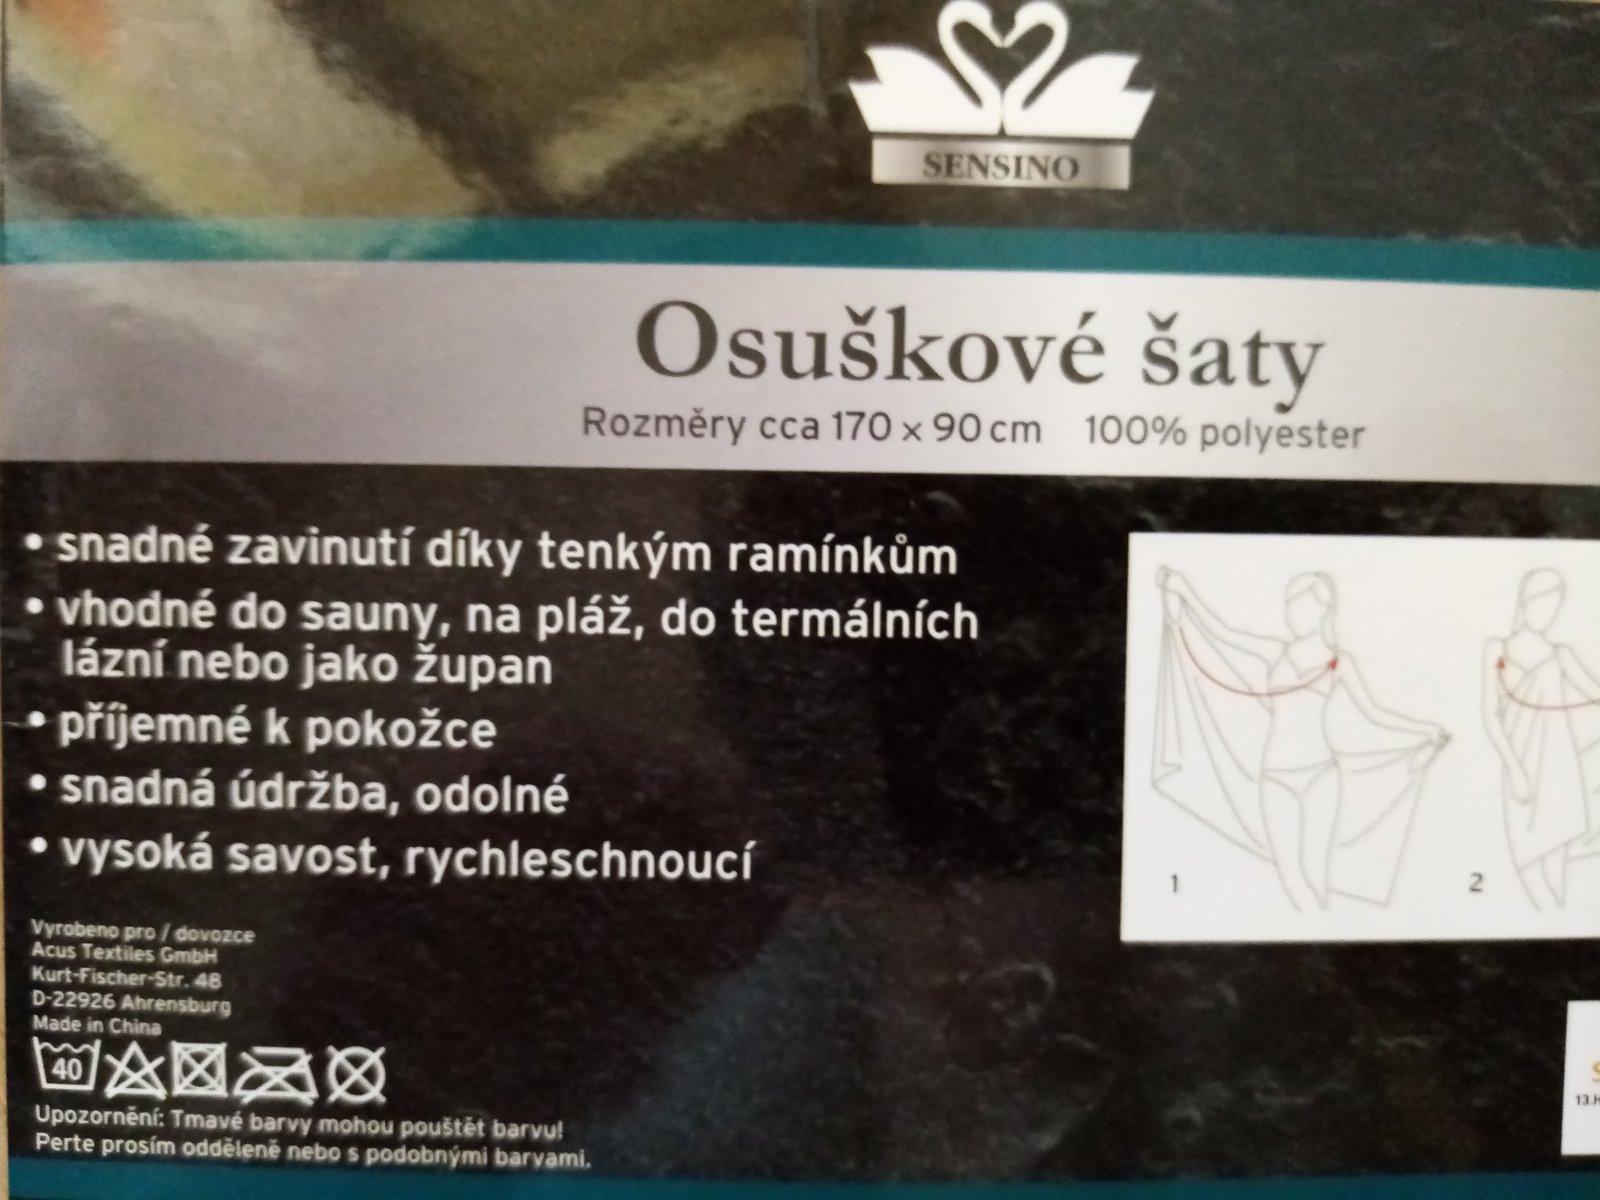 SENSINO
Osuškové šaty
Rozměry cca 170 x 90 cm 100% polyester
• snadné zavinutí díky tenkým ramínkům
• vhodné do sauny, na pláž, do termálních
lázní nebo jako župan
• příjemné k pokožce
• snadná údržba, odolné
• vysoká savost, rychleschnoucí
1
2
Vyrobeno pro / dovozce
Acus Textiles GmbH
Kurt-Fischer-Str. 48
D-22926 Ahrensburg
Made in China
40
Upozornění: Tmavé barvy mohou pouštět barvu!
Perte prosím odděleně nebo s podobnými barvami.